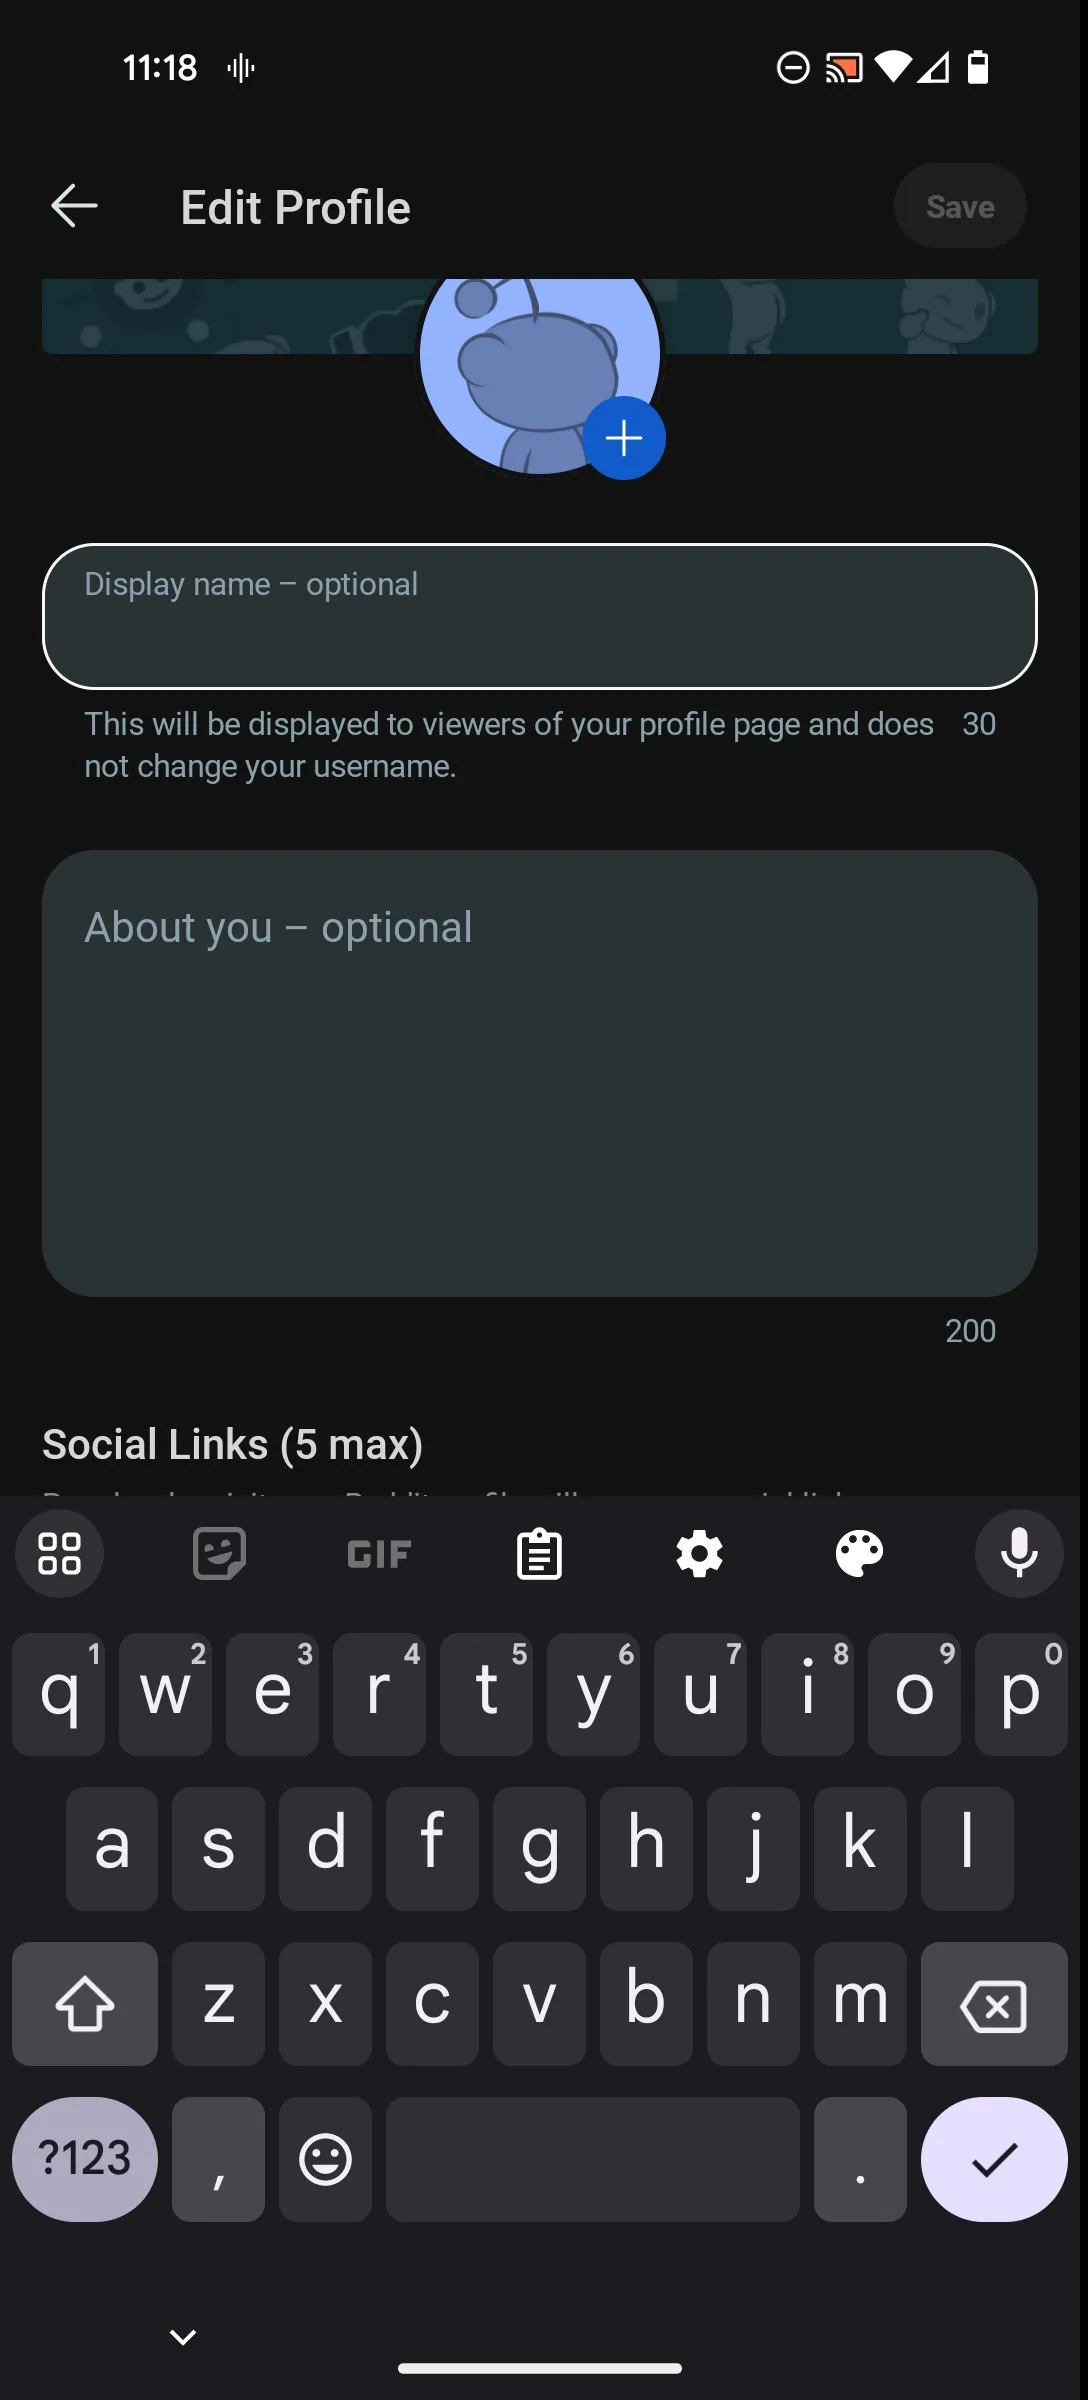 11:18
Edit Profile
Save
Display name – optional
This will be displayed to viewers of your profile page and does
not change your username.
30
About you – optional
200
Social Links (5 max)
GIF
q 1 w 2 e 3 r 4 t 5 y 6 u 7 i 8 o 9 p 0
a s d f g h j k l
z x c v b n m
?123 , .